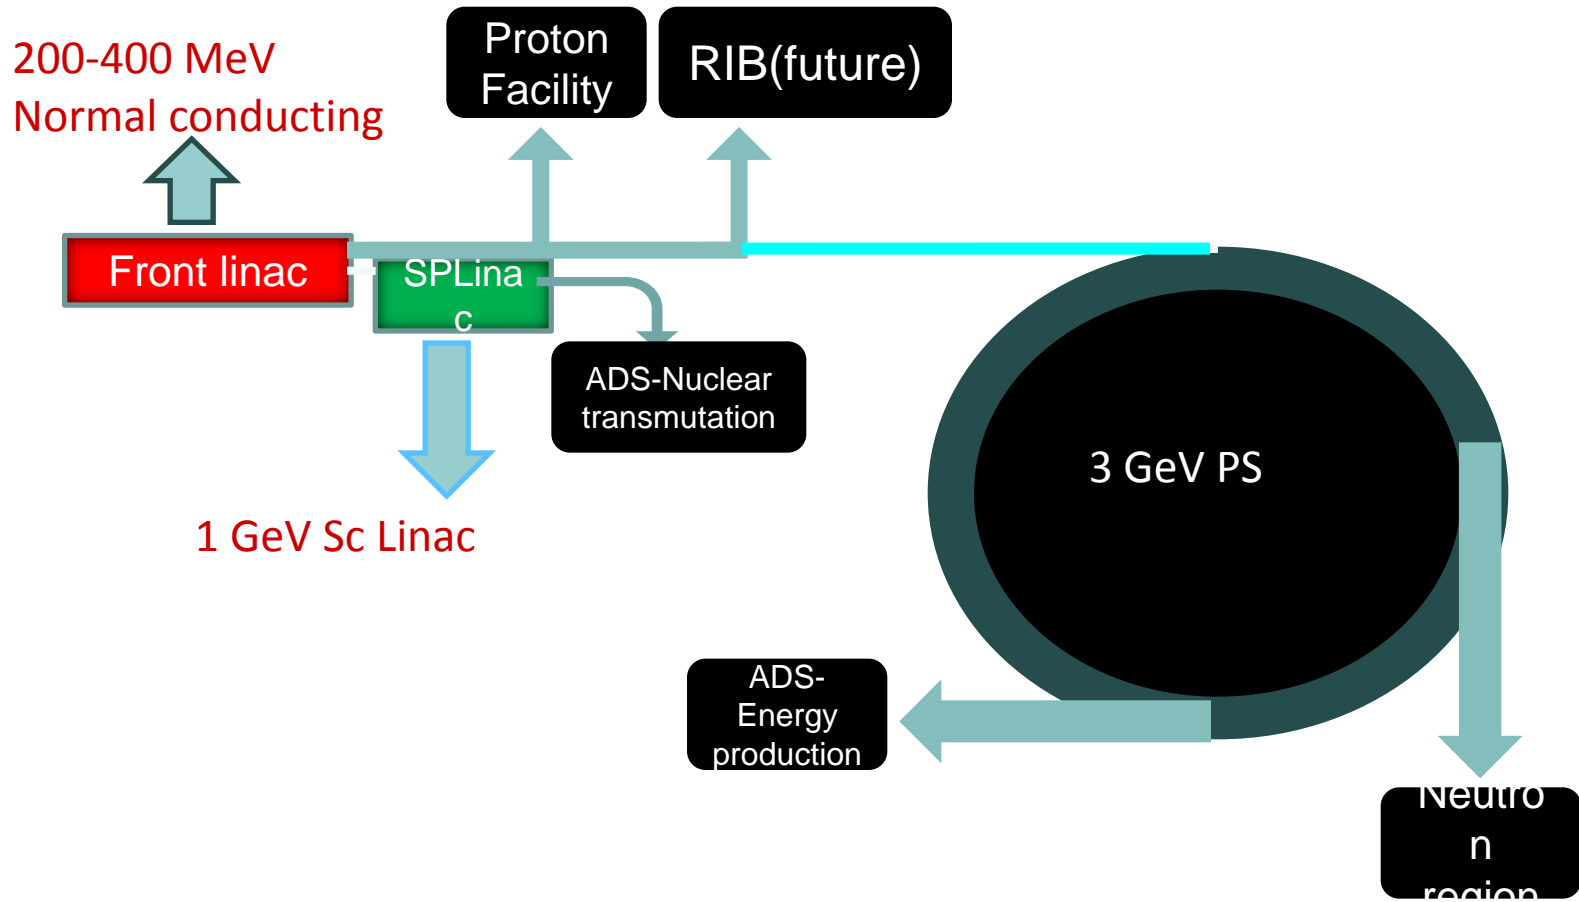 200-400 MeV
Normal conducting
Proton
Facility
RIB(future)
Front linac
SPLina
c
ADS-Nuclear
transmutation
1 GeV Sc Linac
3 GeV PS
ADS-
Energy
production
Neutro
n
region